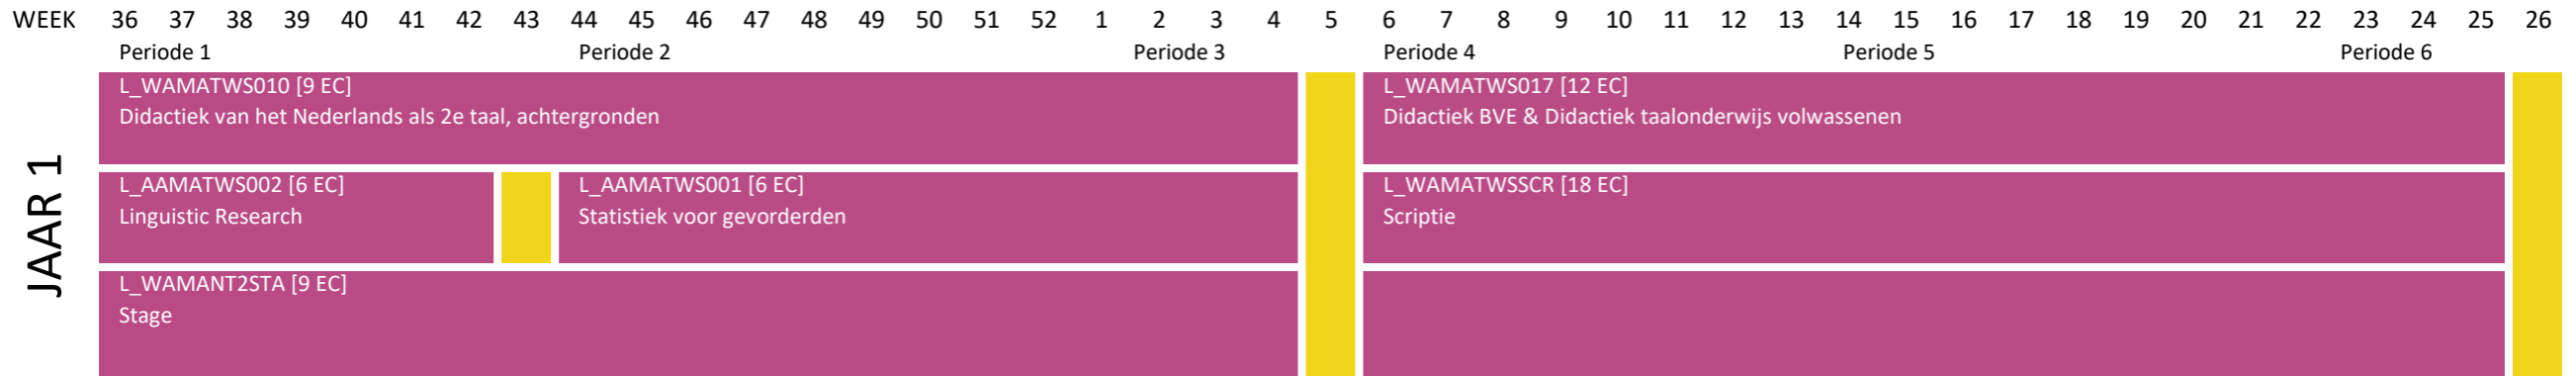 WEEK 36 37 38 39 40 41 42 43 44 45 46 47 48 49 50 51 52 1 2 3 4 5 6 7 8 9 10 11 12 13 14 15 16 17 18 19 20 21 22 23 24 25 26
Periode 1 Periode 2 Periode 3 Periode 4 Periode 5 Periode 6
JAAR 1
L_WAMATWS010 [9 EC]
Didactiek van het Nederlands als 2e taal, achtergronden
L_WAMATWS017 [12 EC]
Didactiek BVE & Didactiek taalonderwijs volwassenen
L_AAMATWS002 [6 EC]
Linguistic Research
L_AAMATWS001 [6 EC]
Statistiek voor gevorderden
L_WAMATWSSCR [18 EC]
Scriptie
L_WAMANT2STA [9 EC]
Stage